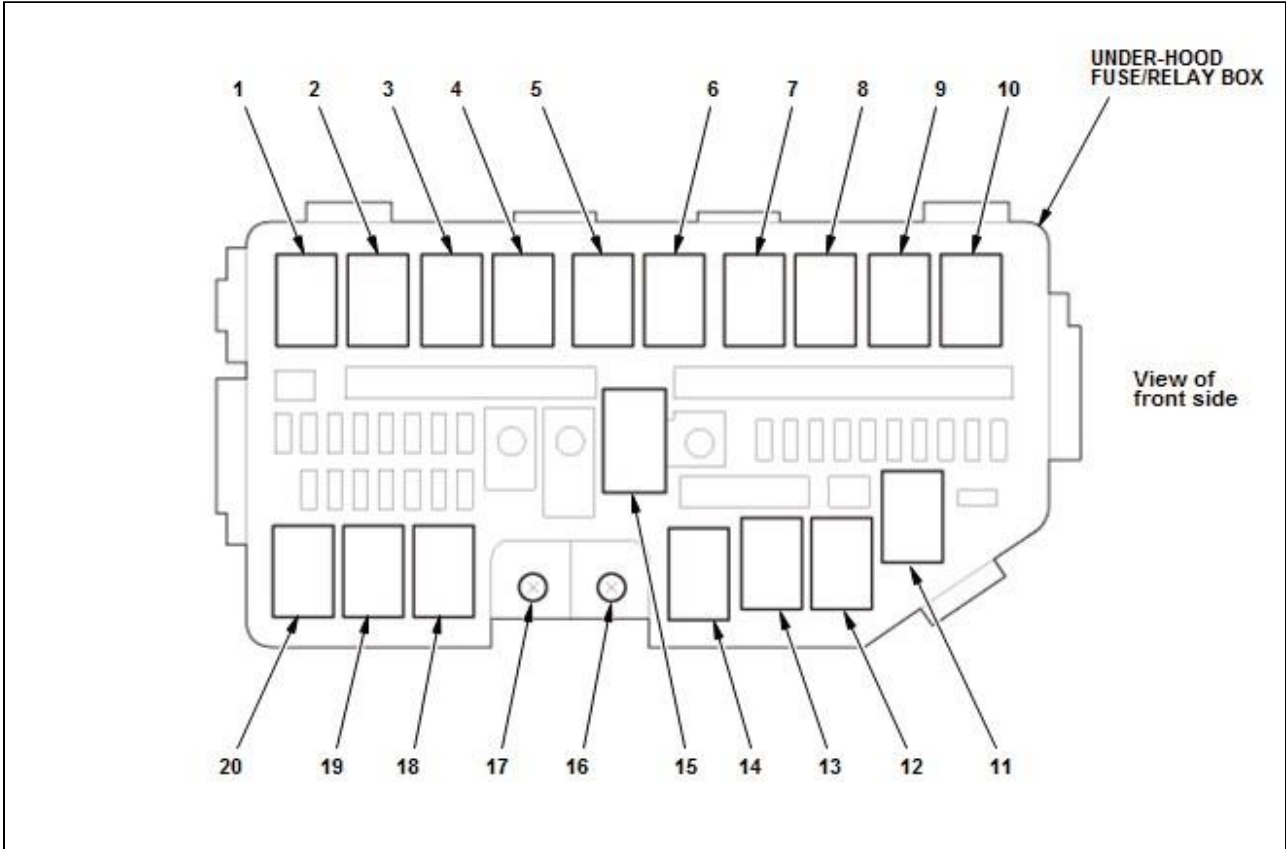 UNDER-HOOD
FUSE/RELAY BOX
1 2 3 4 5 6 7 8 9 10
View of
front side
20 19 18 17 16 15 14 13 12 11